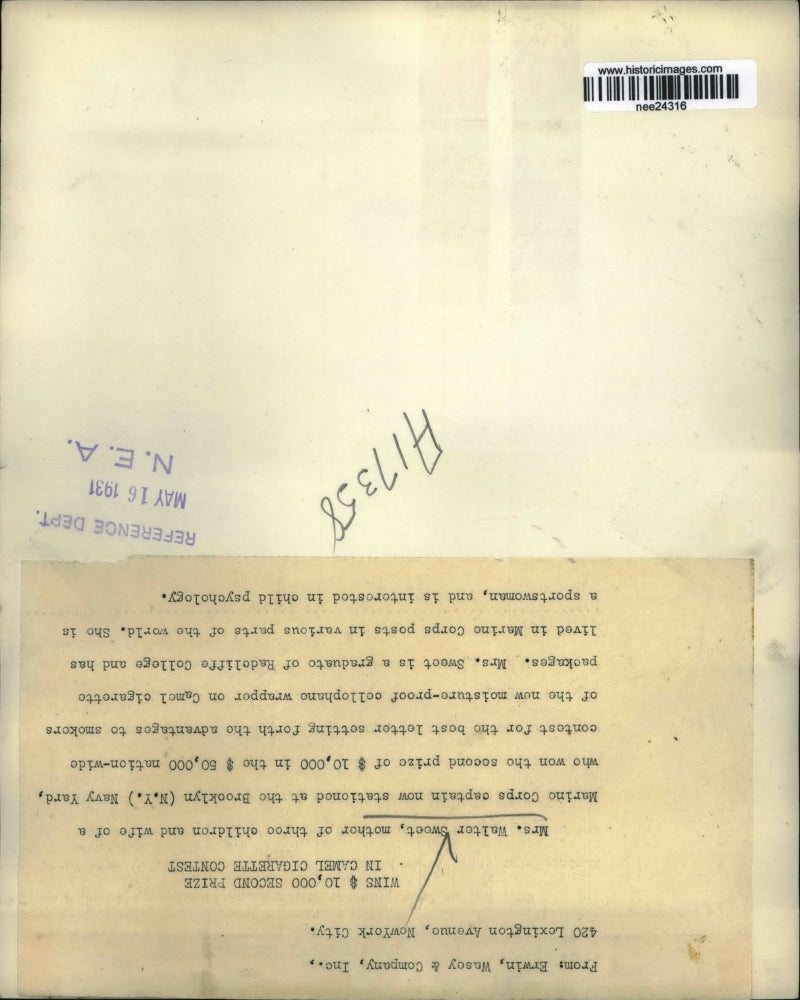 www.historicimages.com
nee24316
H17358
REFERENCE DEPT.
MAY 16 1931
N. E. A.
From: Erwin, Wasey & Company, Inc.,
420 Lexington Avenue, NewYork City.
WINS $ 10,000 SECOND PRIZE
IN CAMEL CIGARETTE CONTEST
Mrs. Walter Sweet, mother of three children and wife of a
Marine Corps captain now stationed at the Brooklyn (N.Y.) Navy Yard,
who won the second prize of $ 10,000 in the $ 50,000 nation-wide
contest for the best letter setting forth the advantages to smokers
of the new moisture-proof cellophane wrapper on Camel cigarette
packages. Mrs. Sweet is a graduate of Radcliffe College and has
lived in Marine Corps posts in various parts of the world. She is
a sportswoman, and is interested in child psychology.